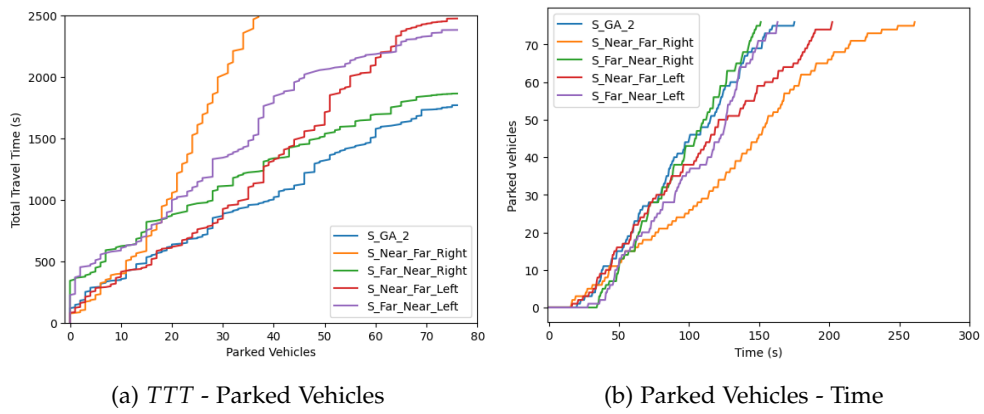 2500
2000
1500
1000
500
0
Total Travel Time (s)
S_GA_2
S_Near_Far_Right
S_Far_Near_Right
S_Near_Far_Left
S_Far_Near_Left
0 10 20 30 40 50 60 70 80
Parked Vehicles
(a) TTT - Parked Vehicles
S_GA_2
S_Near_Far_Right
S_Far_Near_Right
S_Near_Far_Left
S_Far_Near_Left
70
60
50
40
30
20
10
0
Parked vehicles
0 50 100 150 200 250 300
Time (s)
(b) Parked Vehicles - Time